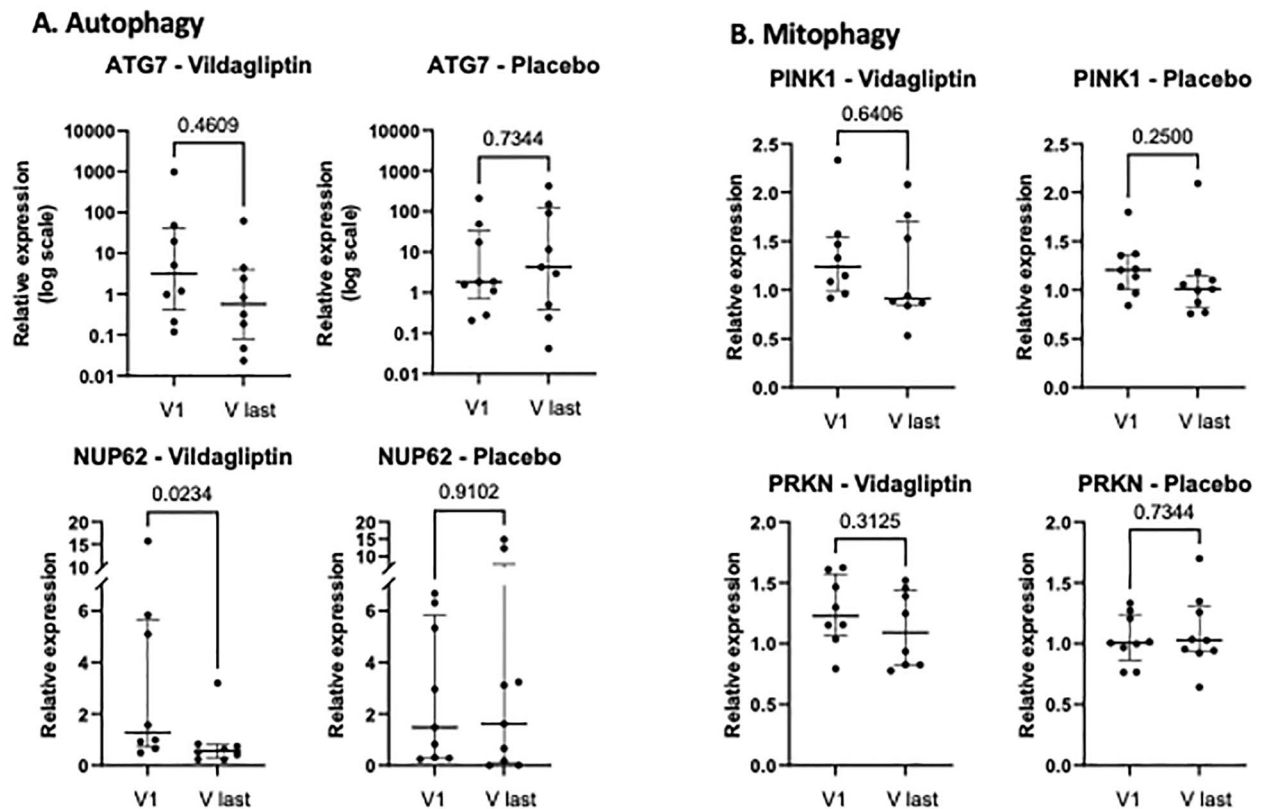 A. Autophagy
ATG7 - Vildagliptin
0.4609
Relative expression
(log scale)
10000
1000
100
10
1
0.1
0.01
V1
V last
ATG7 - Placebo
0.7344
Relative expression
(log scale)
10000
1000
100
10
1
0.1
0.01
V1
V last
NUP62 - Vildagliptin
0.0234
Relative expression
20
15
10
6
4
2
0
V1
V last
NUP62 - Placebo
0.9102
Relative expression
20
15
10
6
4
2
0
V1
V last
B. Mitophagy
PINK1 - Vidagliptin
0.6406
Relative expression
2.5
2.0
1.5
1.0
0.5
0.0
V1
V last
PINK1 - Placebo
0.2500
Relative expression
2.5
2.0
1.5
1.0
0.5
0.0
V1
V last
PRKN - Vidagliptin
0.3125
Relative expression
2.0
1.5
1.0
0.5
0.0
V1
V last
PRKN - Placebo
0.7344
Relative expression
2.0
1.5
1.0
0.5
0.0
V1
V last